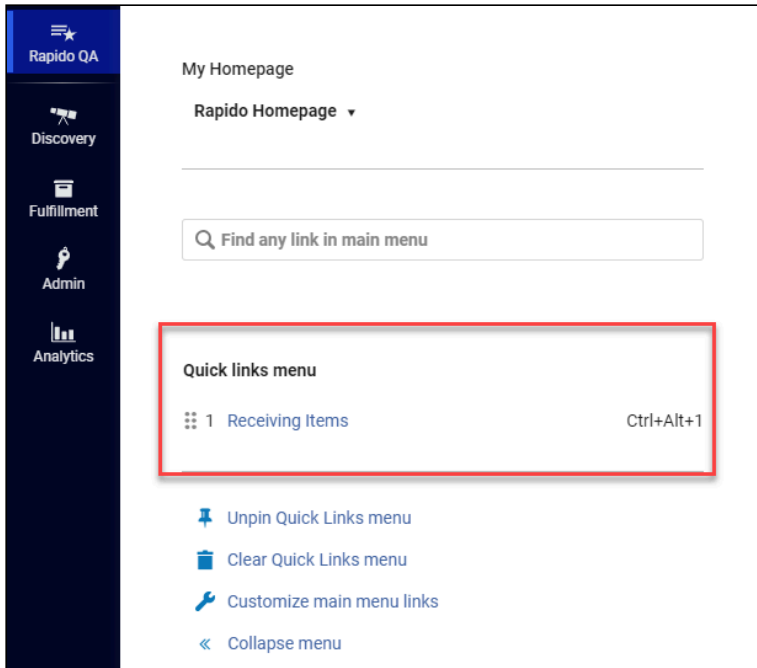 Rapido QA
Discovery
Fulfillment
Admin
Analytics
My Homepage
Rapido Homepage
Find any link in main menu
Quick links menu
1 Receiving Items Ctrl+Alt+1
Unpin Quick Links menu
Clear Quick Links menu
Customize main menu links
Collapse menu